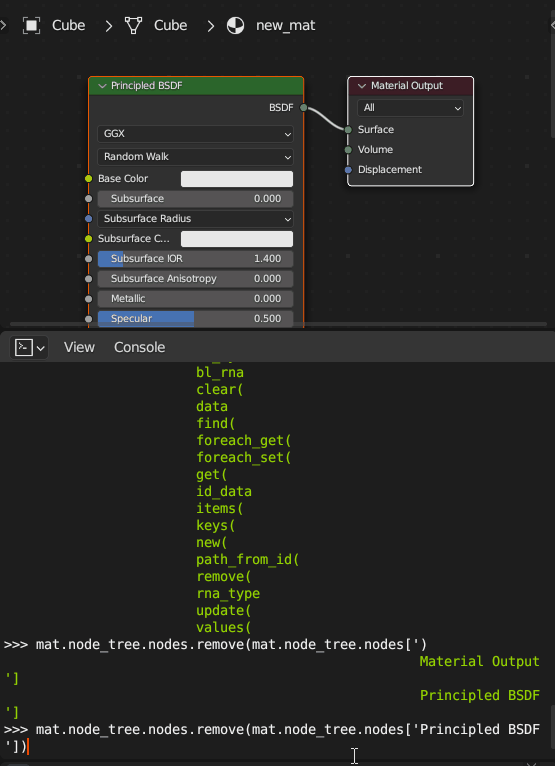 Cube Cube new_mat
Principled BSDF
BSDF
GGX
Random Walk
Base Color
Subsurface 0.000
Subsurface Radius
Subsurface C...
Subsurface IOR 1.400
Subsurface Anisotropy 0.000
Metallic 0.000
Specular 0.500
Material Output
All
Surface
Volume
Displacement
View Console
bl_rna
clear(
data
find(
foreach_get(
foreach_set(
get(
id_data
items(
keys(
new(
path_from_id(
remove(
rna_type
update(
values(
>>> mat.node_tree.nodes.remove(mat.node_tree.nodes[')
Material Output
']
Principled BSDF
']
>>> mat.node_tree.nodes.remove(mat.node_tree.nodes['Principled BSDF
'])